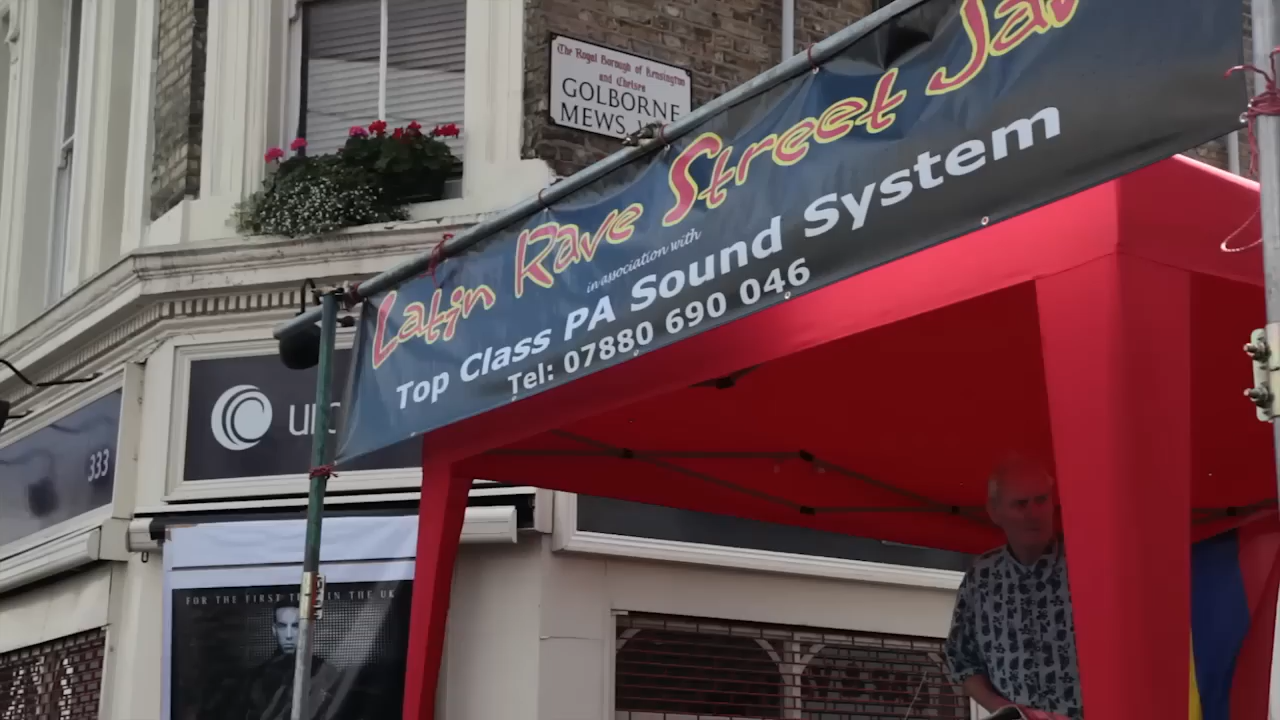 The Royal Borough of Kensington
and Chelsea
GOLBORNE
MEWS
Latin Rave Street
in association with
Top Class PA Sound System
Tel: 07880 690 046
333
FOR THE FIRST IN THE UK